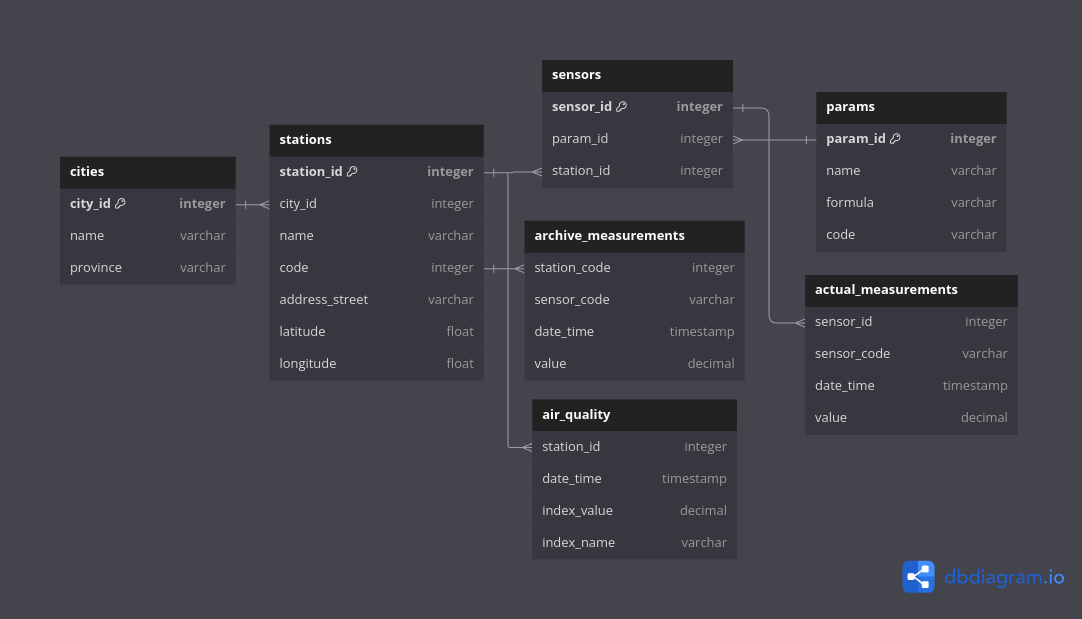 cities
city_id integer
name varchar
province varchar
stations
station_id integer
city_id integer
name varchar
code integer
address_street varchar
latitude float
longitude float
sensors
sensor_id integer
param_id integer
station_id integer
archive_measurements
station_code integer
sensor_code varchar
date_time timestamp
value decimal
air_quality
station_id integer
date_time timestamp
index_value decimal
index_name varchar
params
param_id integer
name varchar
formula varchar
code varchar
actual_measurements
sensor_id integer
sensor_code varchar
date_time timestamp
value decimal
dbdiagram.io